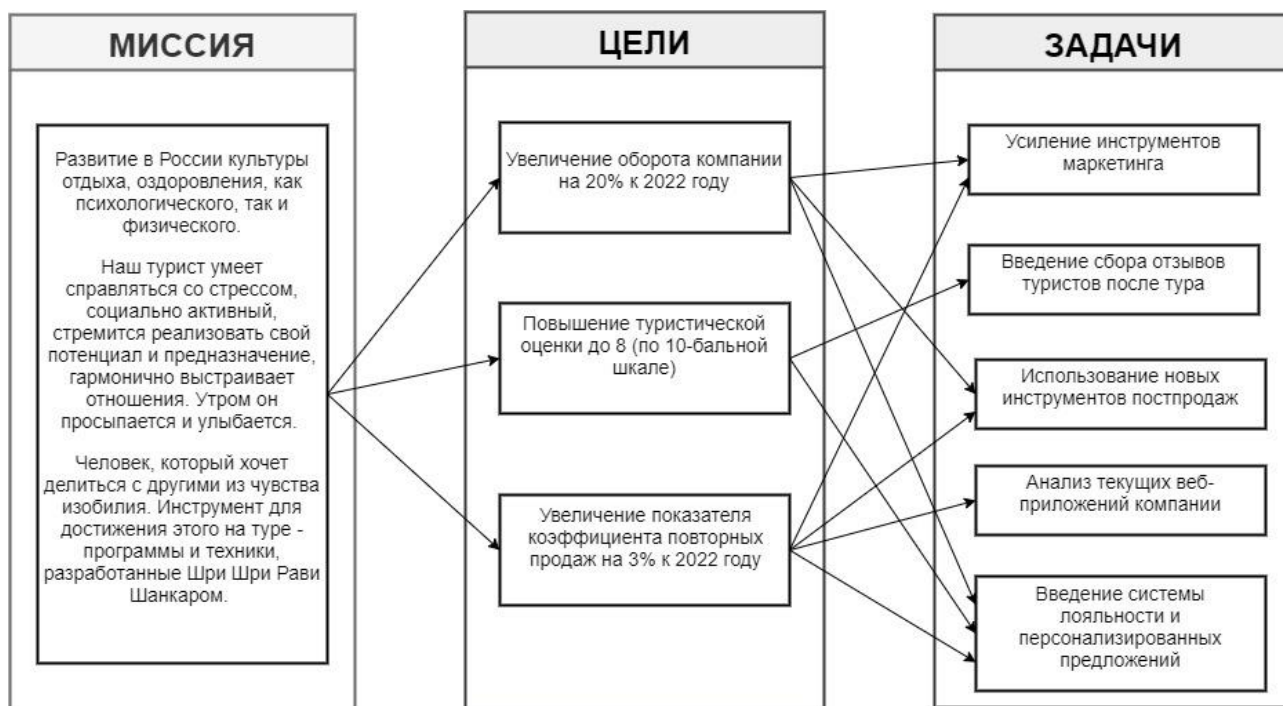 МИССИЯ
Развитие в России культуры
отдыха, оздоровления, как
психологического, так и
физического.
Наш турист умеет
справляться со стрессом,
социально активный,
стремится реализовать свой
потенциал и предназначение,
гармонично выстраивает
отношения. Утром он
просыпается и улыбается.
Человек, который хочет
делиться с другими из чувства
изобилия. Инструмент для
достижения этого на туре -
программы и техники,
разработанные Шри Шри Рави
Шанкаром.
ЦЕЛИ
Увеличение оборота компании
на 20% к 2022 году
Повышение туристической
оценки до 8 (по 10-бальной
шкале)
Увеличение показателя
коэффициента повторных
продаж на 3% к 2022 году
ЗАДАЧИ
Усиление инструментов
маркетинга
Введение сбора отзывов
туристов после тура
Использование новых
инструментов постпродаж
Анализ текущих веб-
приложений компании
Введение системы
лояльности и
персонализированных
предложений